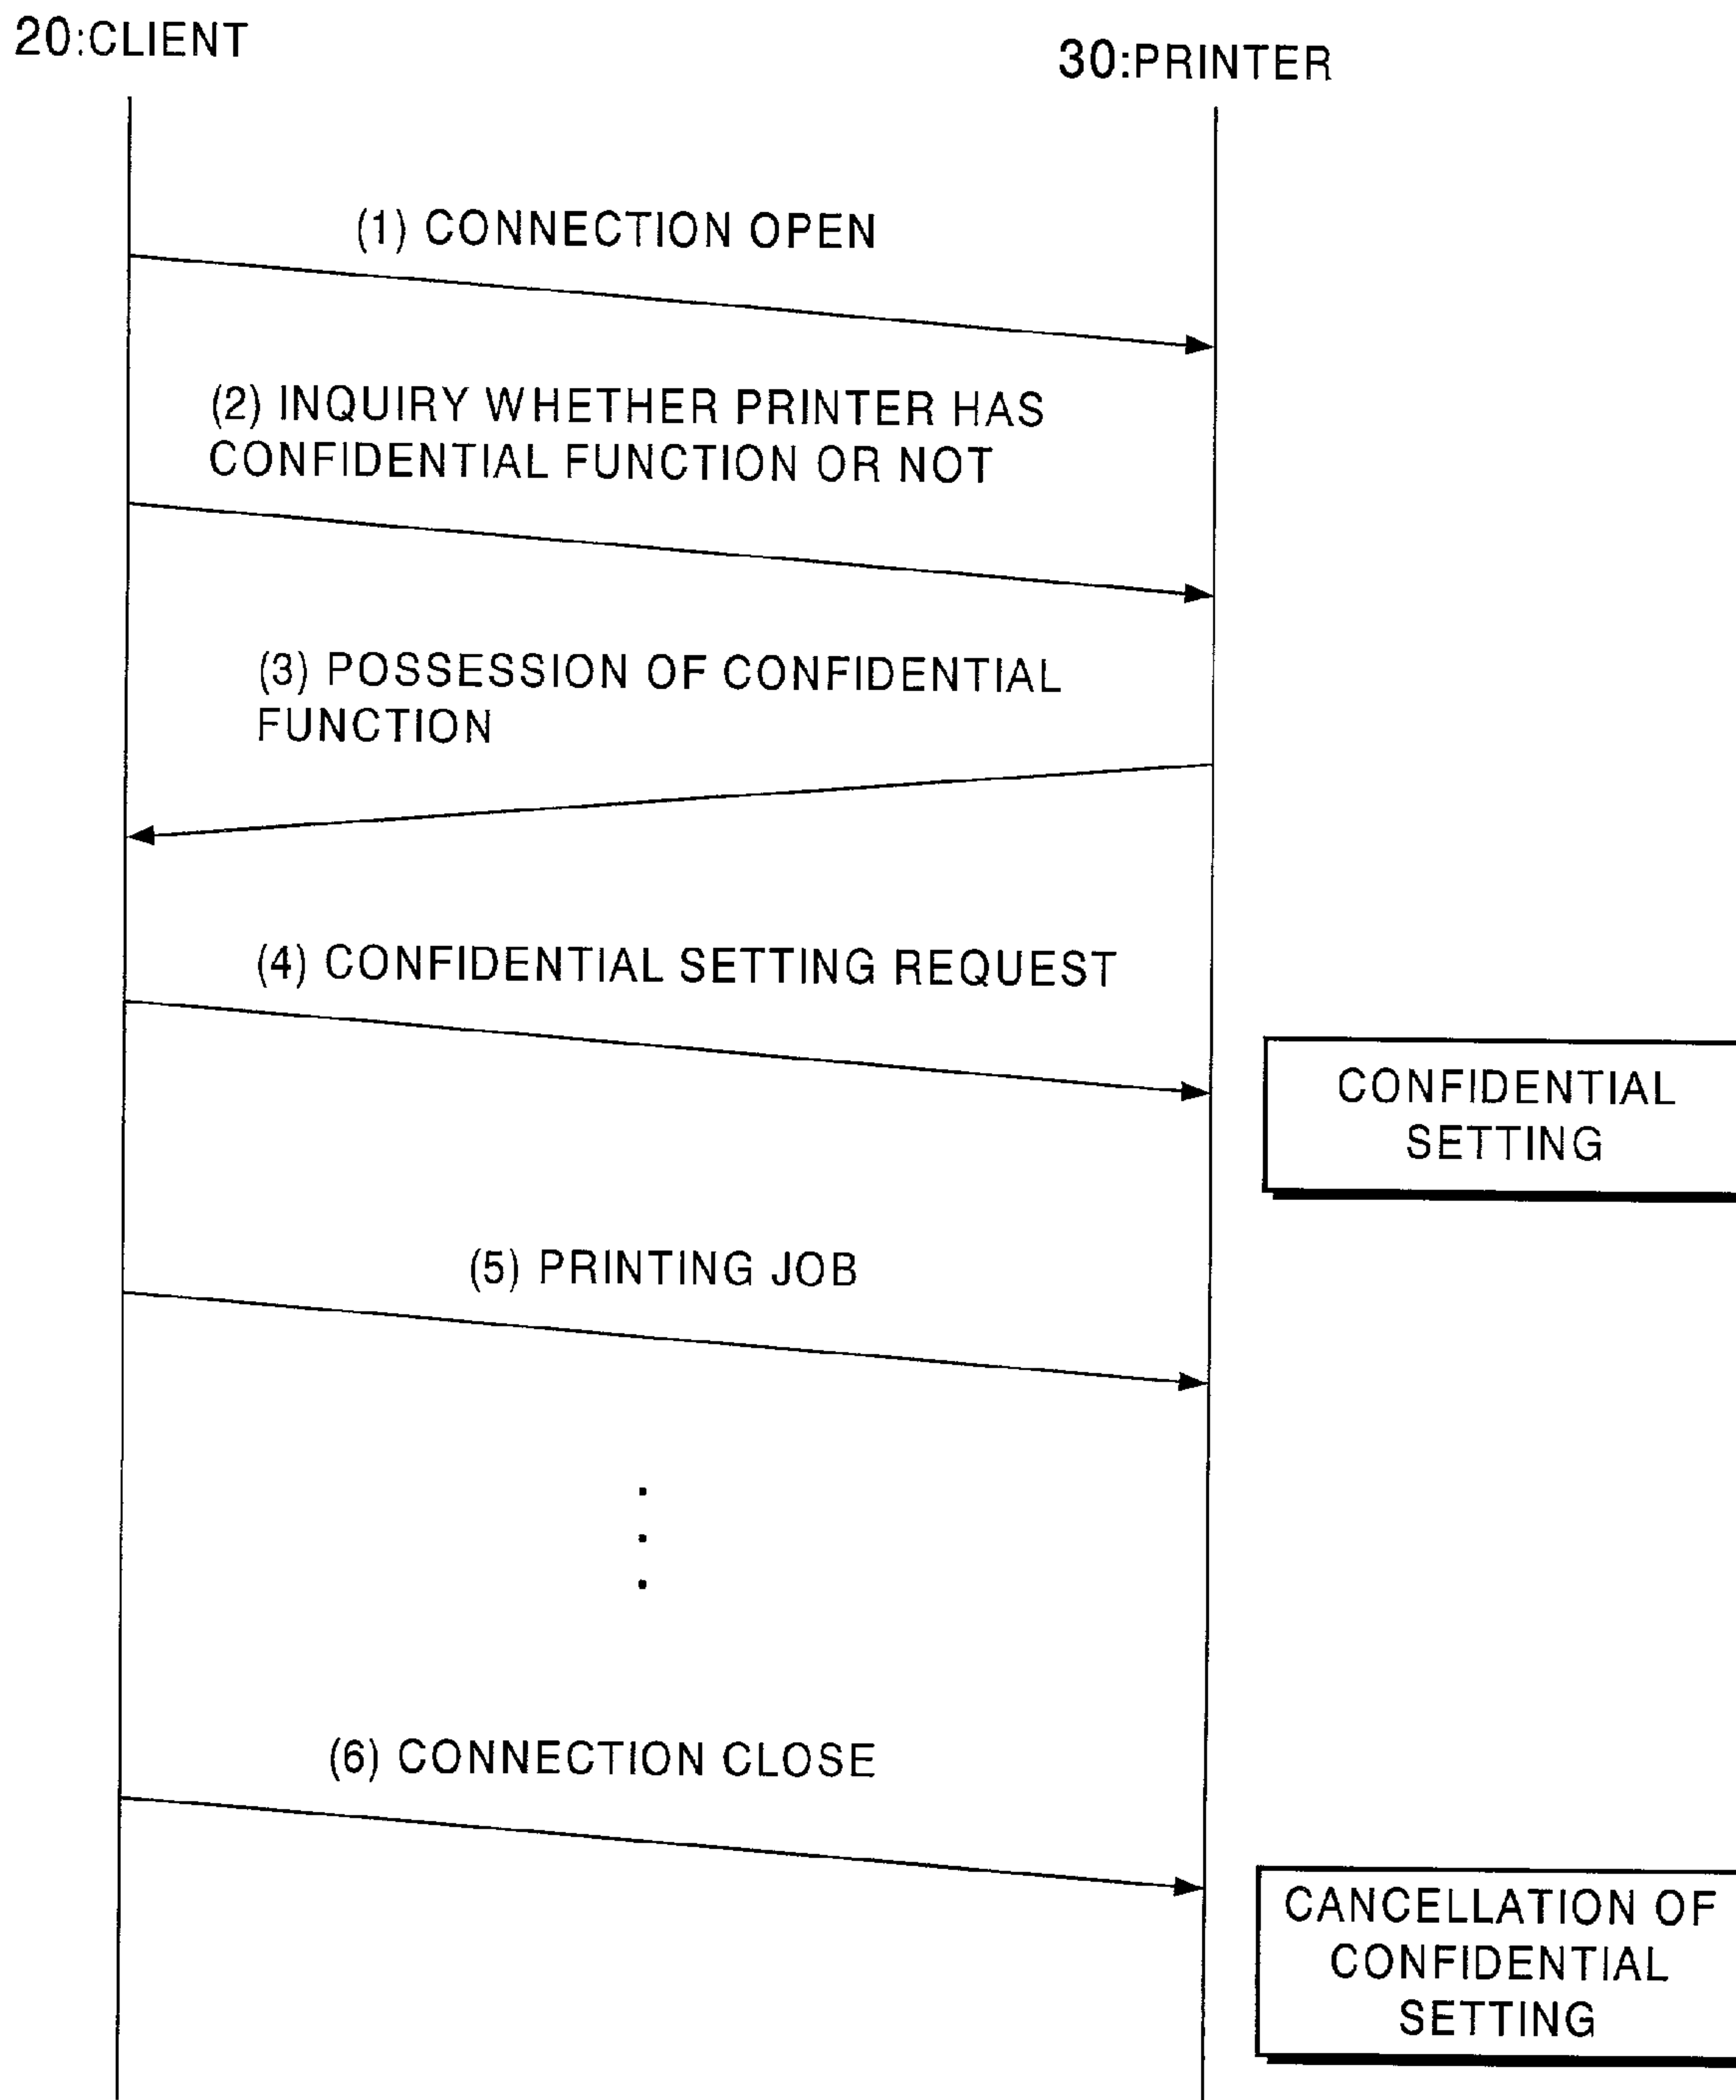 20:CLIENT
30:PRINTER
(1) CONNECTION OPEN
(2) INQUIRY WHETHER PRINTER HAS
CONFIDENTIAL FUNCTION OR NOT
(3) POSSESSION OF CONFIDENTIAL
FUNCTION
(4) CONFIDENTIAL SETTING REQUEST
CONFIDENTIAL
SETTING
(5) PRINTING JOB
(6) CONNECTION CLOSE
CANCELLATION OF
CONFIDENTIAL
SETTING